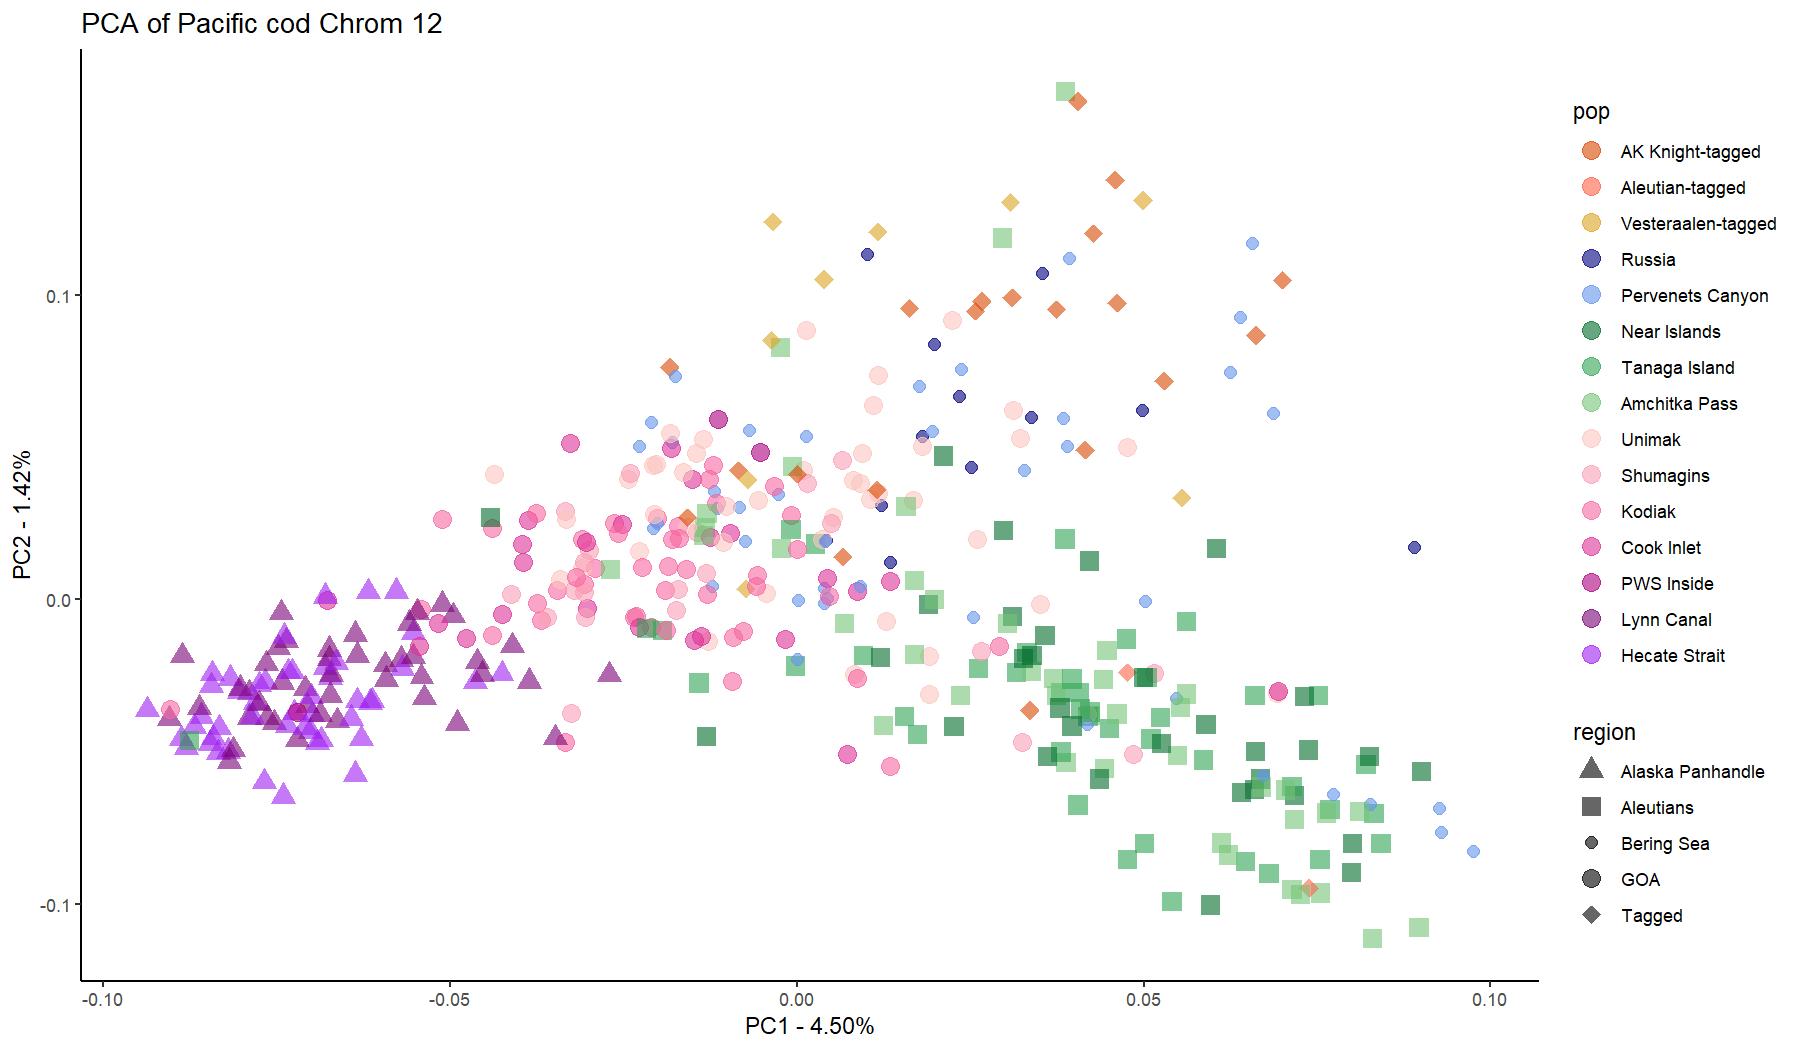 PCA of Pacific cod Chrom 12
PC2 - 1.42%
0.1
0.0
-0.1
-0.10
-0.05
0.00
0.05
0.10
PC1 - 4.50%
pop
AK Knight-tagged
Aleutian-tagged
Vesteraalen-tagged
Russia
Pervenets Canyon
Near Islands
Tanaga Island
Amchitka Pass
Unimak
Shumagins
Kodiak
Cook Inlet
PWS Inside
Lynn Canal
Hecate Strait
region
Alaska Panhandle
Aleutians
Bering Sea
GOA
Tagged